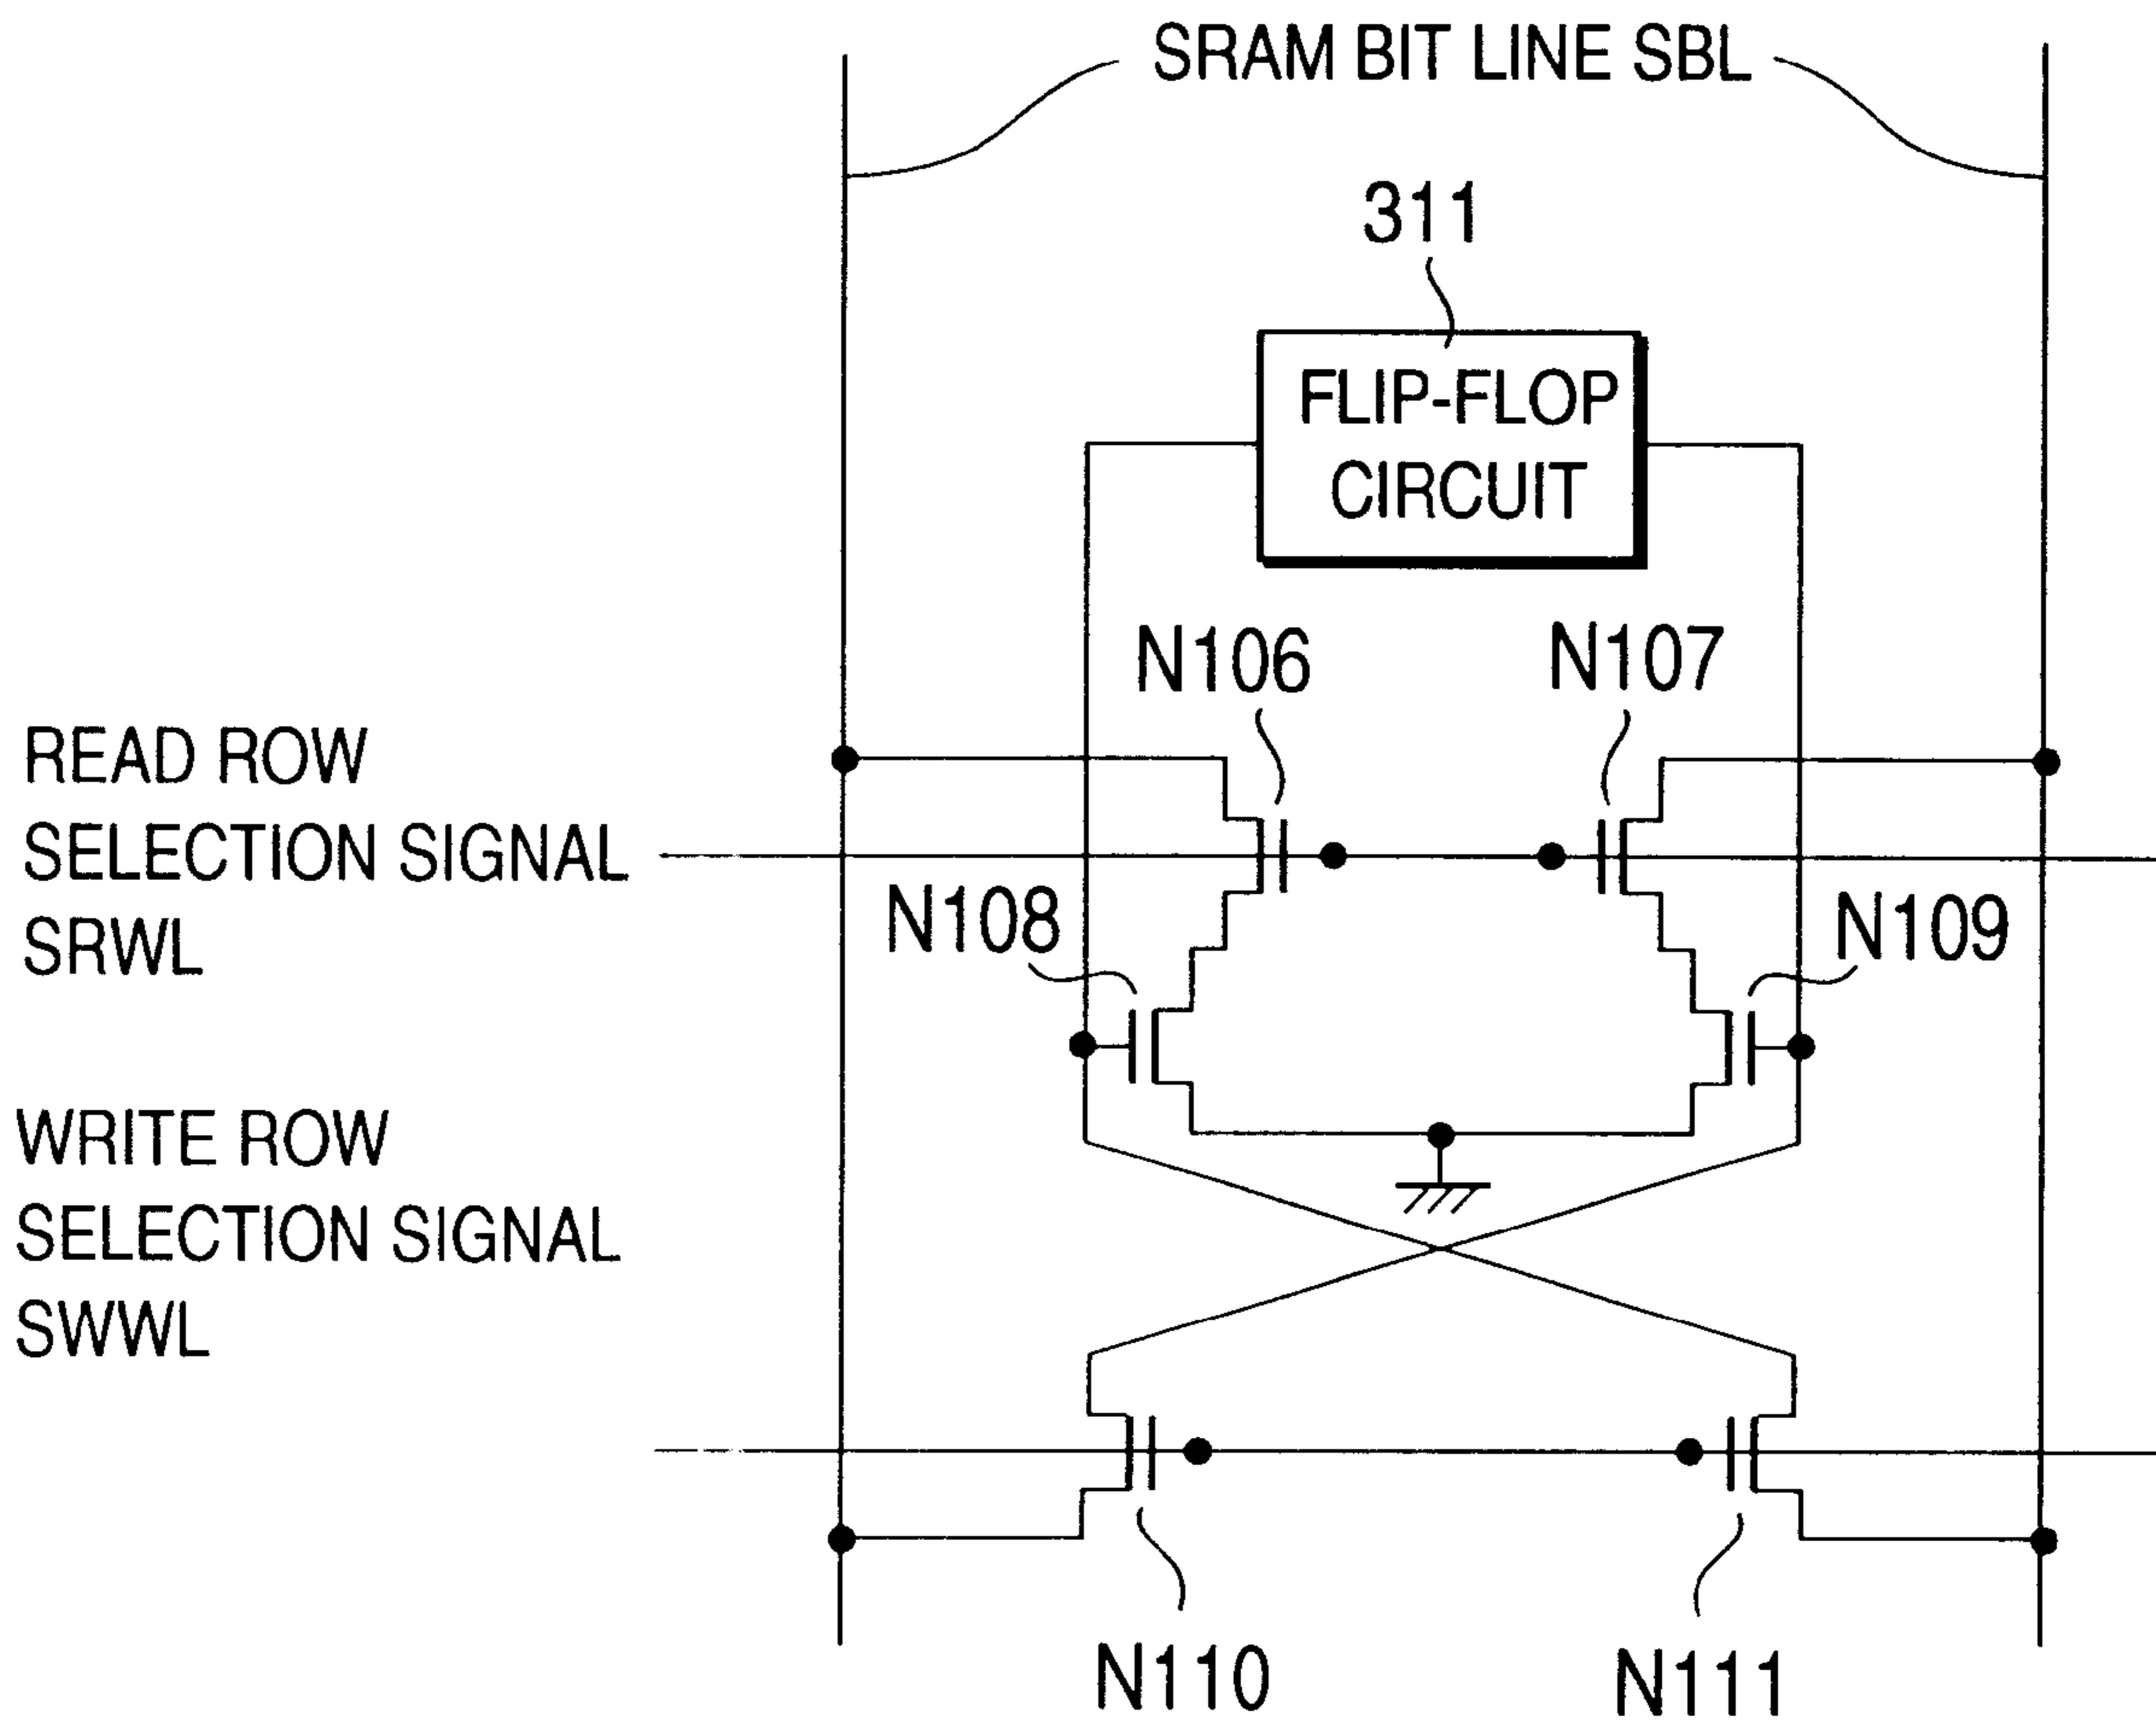 SRAM BIT LINE SBL
311
FLIP-FLOP
CIRCUIT
N106
N107
READ ROW
SELECTION SIGNAL
SRWL
N108
N109
WRITE ROW
SELECTION SIGNAL
SWWL
N110
N111